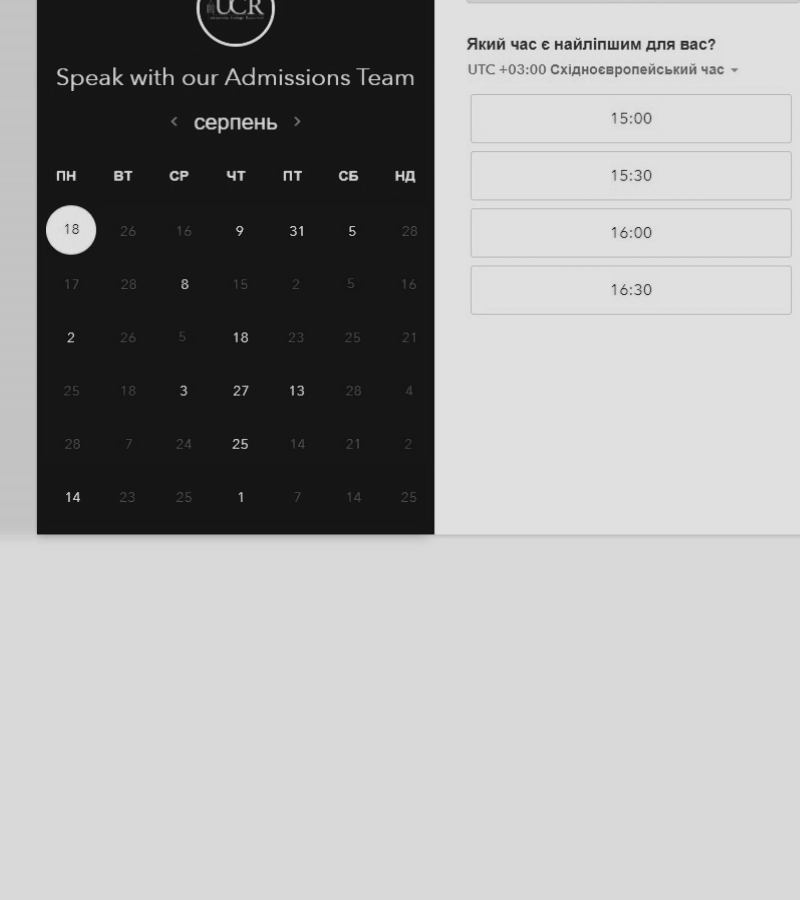 UCR
Speak with our Admissions Team
‹ серпень ›
ПН ВТ СР ЧТ ПТ СБ НД
18 26 16 9 31 5 28
17 28 8 15 2 5 16
2 26 5 18 23 25 21
25 18 3 27 13 28 4
28 7 24 25 14 21 2
14 23 25 1 7 14 25
Який час є найліпшим для вас?
UTC +03:00 Східноєвропейський час
15:00
15:30
16:00
16:30